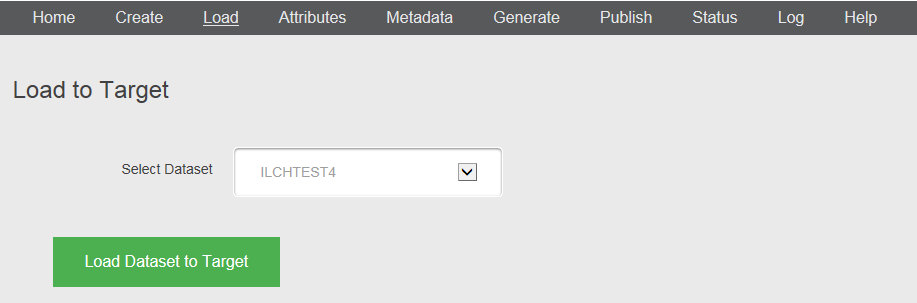 Home Create Load Attributes Metadata Generate Publish Status Log Help
Load to Target
Select Dataset ILCHTEST4
Load Dataset to Target